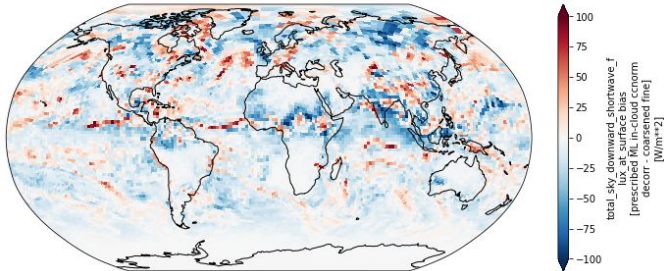 100
75
50
25
0
−25
−50
−75
−100
total_sky_downward_shortwave_f
lux_at_surface bias
[prescribed ML in-cloud ccnorm
decorr - coarsened fine]
[W/m**2]